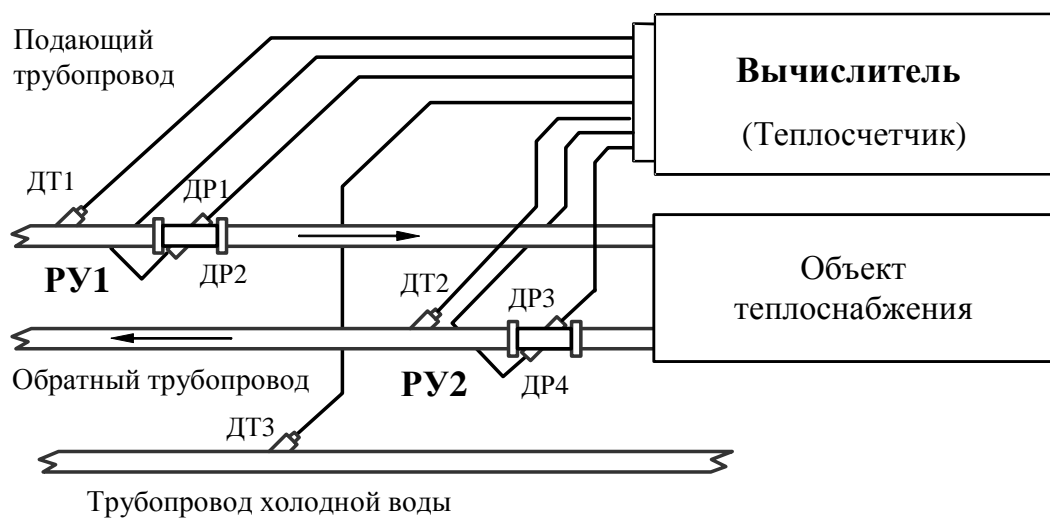 Подающий
трубопровод
Вычислитель
(Теплосчетчик)
ДТ1
ДР1
РУ1
ДР2
ДТ2
ДР3
Объект
теплоснабжения
Обратный трубопровод
РУ2
ДР4
ДТ3
Трубопровод холодной воды